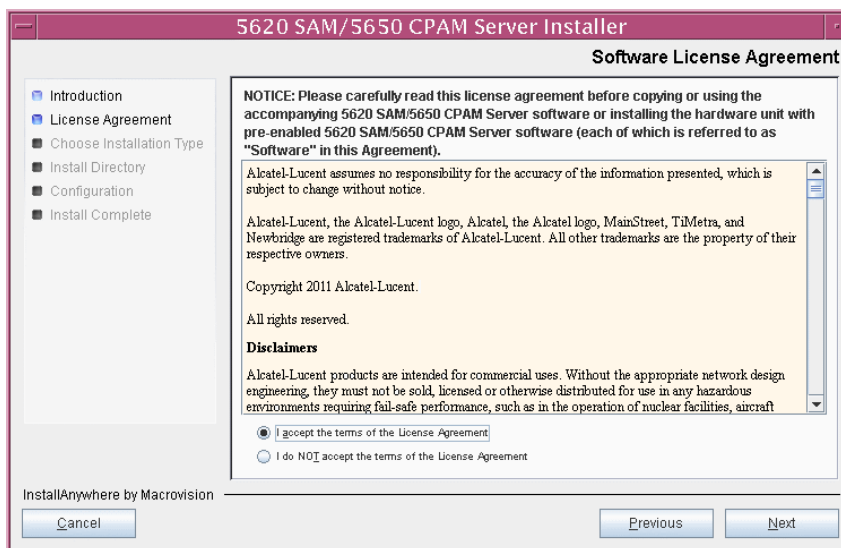 5620 SAM/5650 CPAM Server Installer
Software License Agreement
Introduction
License Agreement
Choose Installation Type
Install Directory
Configuration
Install Complete
NOTICE: Please carefully read this license agreement before copying or using the
accompanying 5620 SAM/5650 CPAM Server software or installing the hardware unit with
pre-enabled 5620 SAM/5650 CPAM Server software (each of which is referred to as
"Software" in this Agreement).
Alcatel-Lucent assumes no responsibility for the accuracy of the information presented, which is
subject to change without notice.
Alcatel-Lucent, the Alcatel-Lucent logo, Alcatel, the Alcatel logo, MainStreet, TiMetra, and
Newbridge are registered trademarks of Alcatel-Lucent. All other trademarks are the property of their
respective owners.
Copyright 2011 Alcatel-Lucent.
All rights reserved.
Disclaimers
Alcatel-Lucent products are intended for commercial uses. Without the appropriate network design
engineering, they must not be sold, licensed or otherwise distributed for use in any hazardous
environments requiring fail-safe performance, such as in the operation of nuclear facilities, aircraft
I accept the terms of the License Agreement
I do NOT accept the terms of the License Agreement
InstallAnywhere by Macrovision
Cancel
Previous
Next